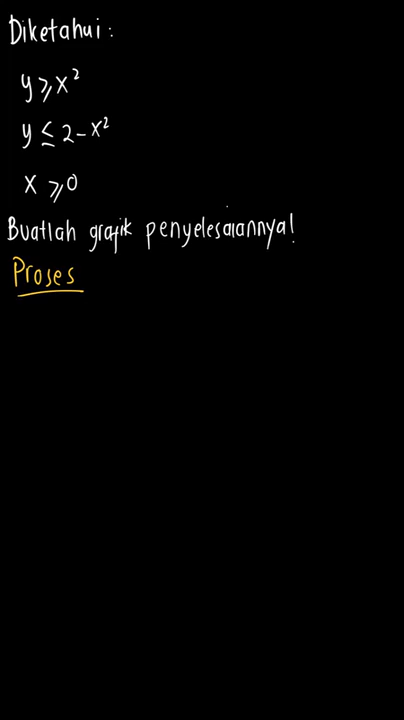 Diketahui:
y ⩾ x²
y ≤ 2 - x²
x ⩾ 0
Buatlah grafik penyelesaiannya!
Proses